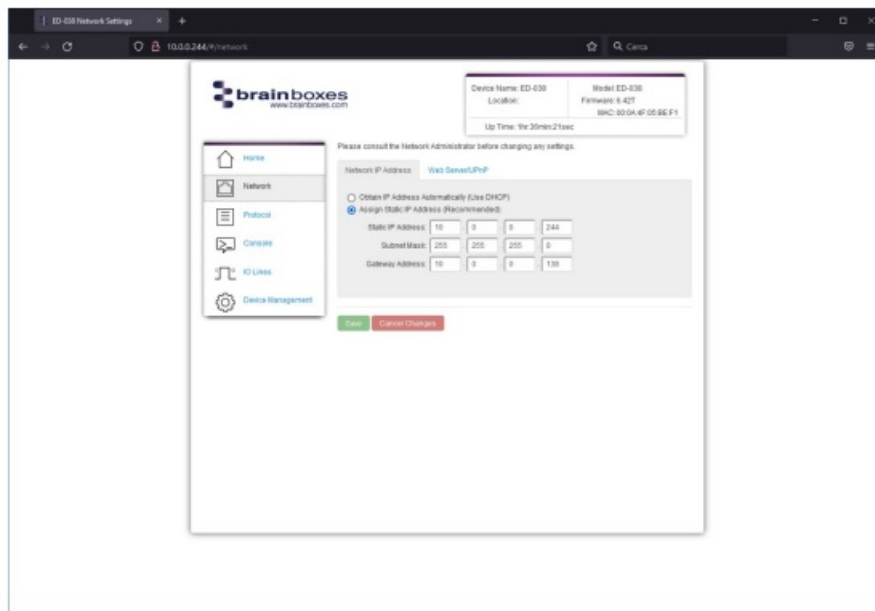 ED-038 Network Settings
10.0.0.244/#/network
Cerca
brainboxes
www.brainboxes.com
Device Name: ED-038
Model: ED-038
Location:
Firmware: 5.42T
MAC: 00:0A:4F:05:BE:F1
Up Time: 1hr:36min:21sec
Please consult the Network Administrator before changing any settings.
Home
Network
Protocol
Console
IO Lines
Device Management
Network IP Address
Web Server/UPnP
Obtain IP Address Automatically (Use DHCP)
Assign Static IP Address (Recommended)
Static IP Address: 10 . 0 . 0 . 244
Subnet Mask: 255 . 255 . 255 . 0
Gateway Address: 10 . 0 . 0 . 138
Save
Cancel Changes